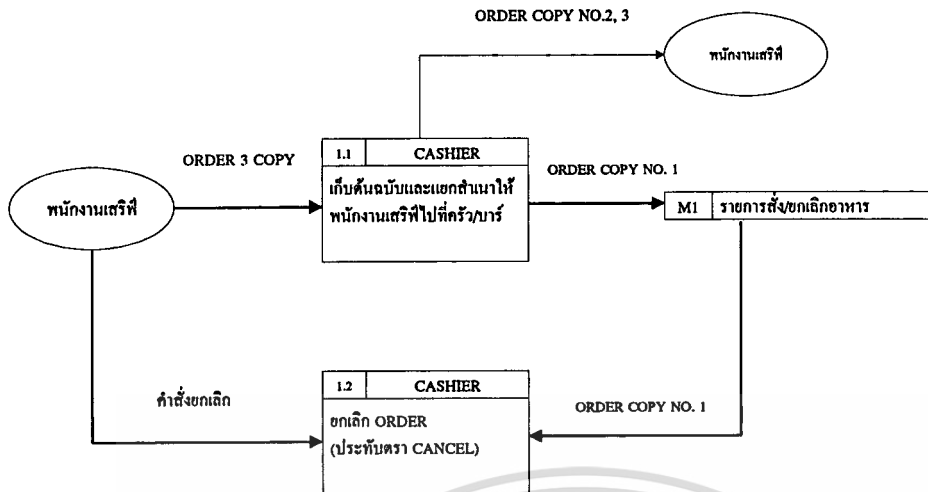 ORDER COPY NO.2, 3
พนักงานเสริฟ
ORDER 3 COPY
1.1 CASHIER
ORDER COPY NO. 1
พนักงานเสริฟ
เก็บต้นฉบับและแยกสำเนาให้
พนักงานเสริฟไปที่ครัว/บาร์
M1 รายการสั่ง/ยกเลิกอาหาร
คำสั่งยกเลิก
1.2 CASHIER
ORDER COPY NO. 1
ยกเลิก ORDER
(ประทับตรา CANCEL)